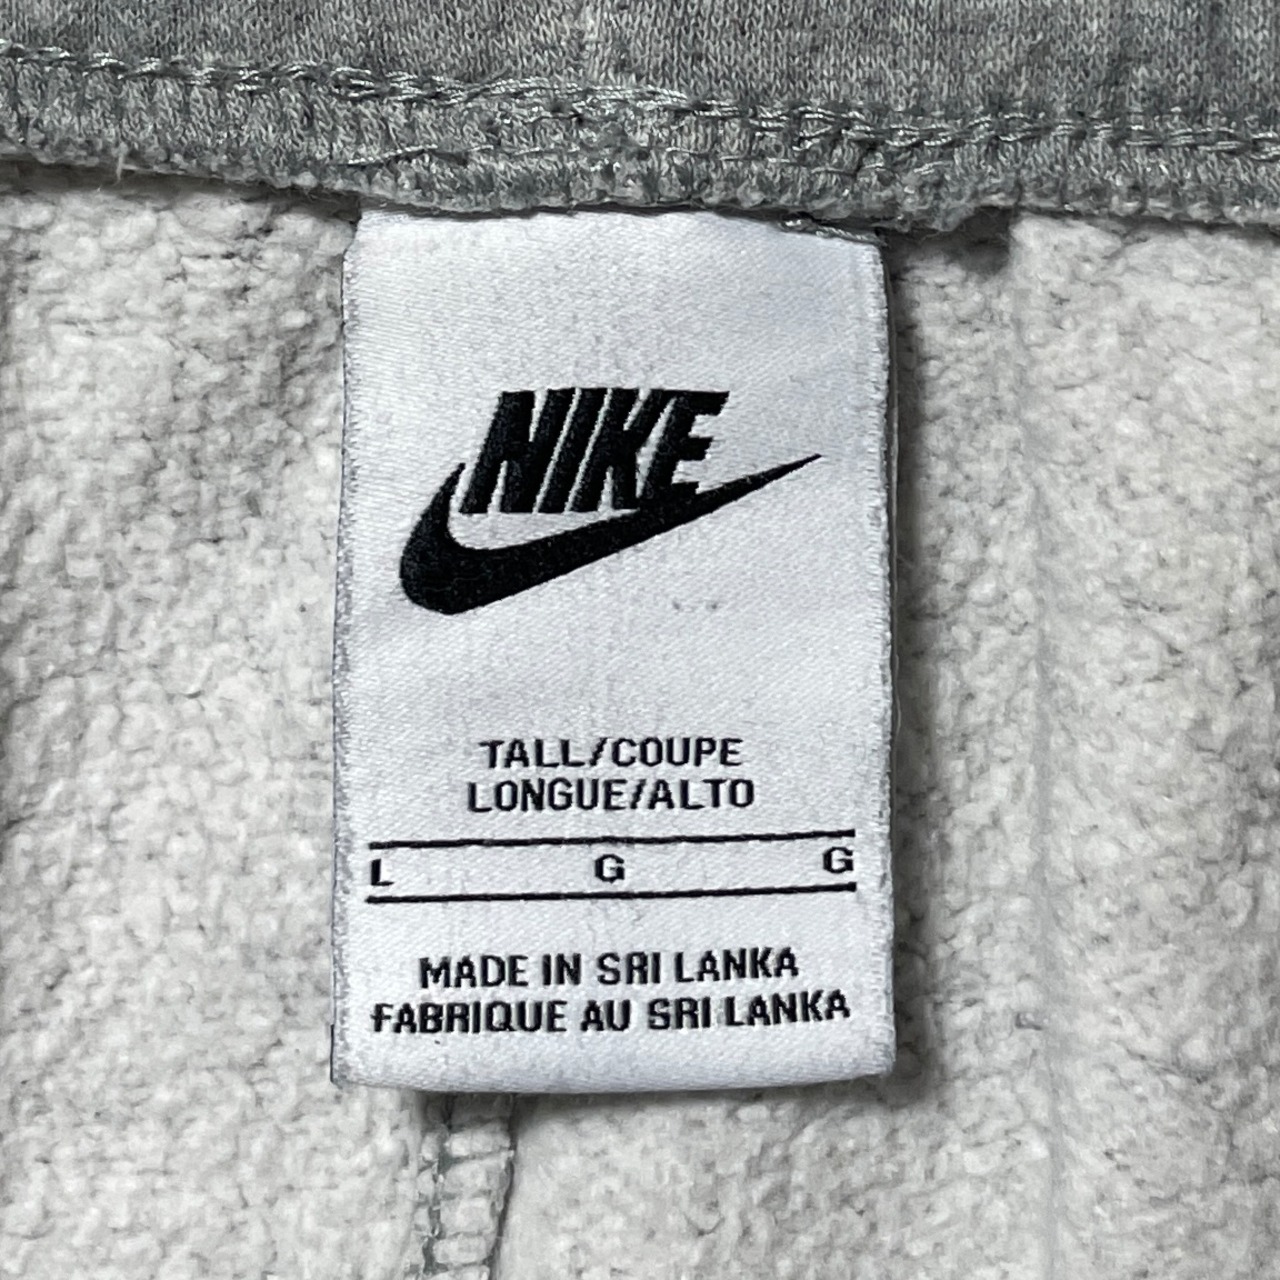 NIKE
TALL/COUPE
LONGUE/ALTO
L G G
MADE IN SRI LANKA
FABRIQUE AU SRI LANKA